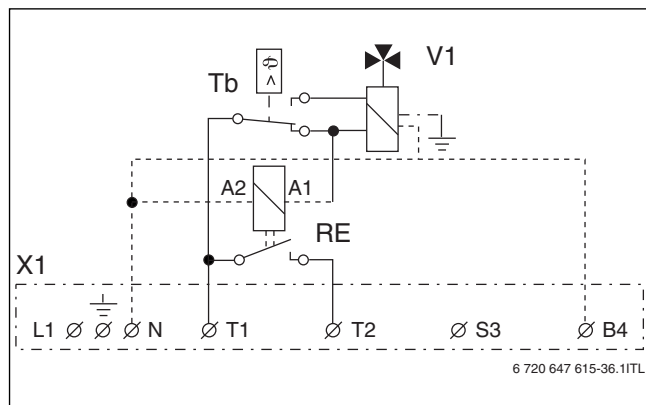 V1
Tb
ϑ <
A2 A1
RE
X1
L1 N T1 T2 S3 B4
6 720 647 615-36.1ITL